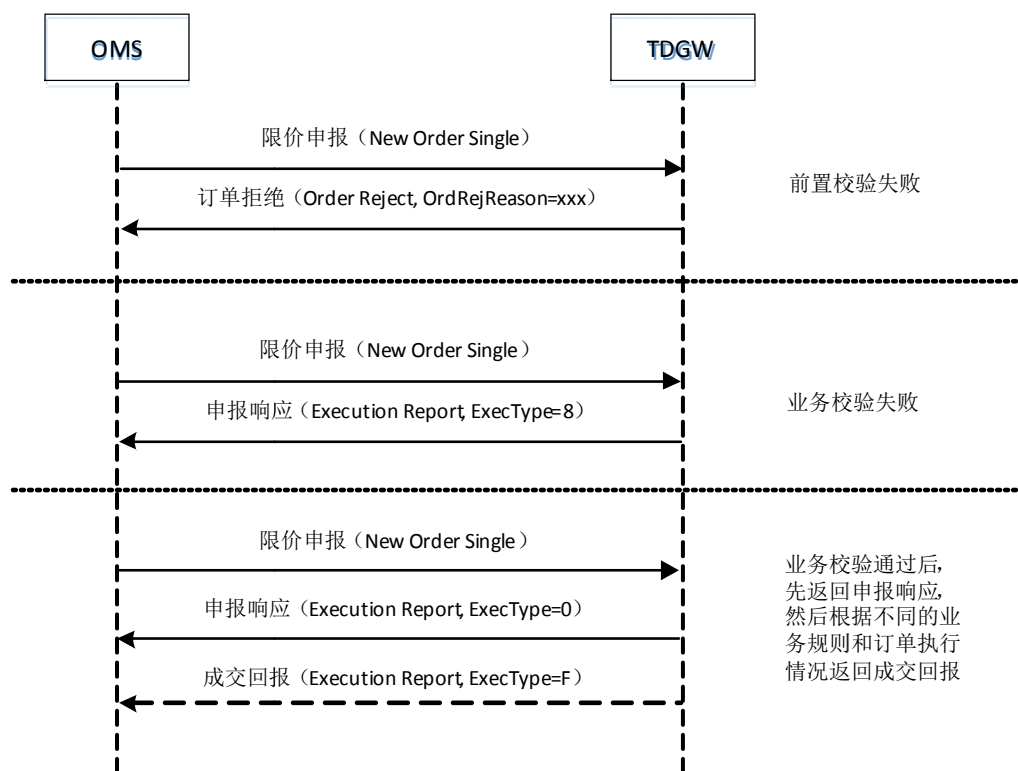 OMS
TDGW
限价申报（New Order Single）
订单拒绝（Order Reject, OrdRejReason=xxx）
前置校验失败
限价申报（New Order Single）
申报响应（Execution Report, ExecType=8）
业务校验失败
限价申报（New Order Single）
申报响应（Execution Report, ExecType=0）
成交回报（Execution Report, ExecType=F）
业务校验通过后，
先返回申报响应，
然后根据不同的业
务规则和订单执行
情况返回成交回报